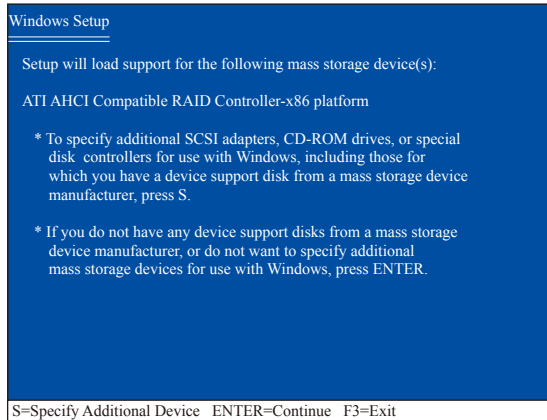 Windows Setup
Setup will load support for the following mass storage device(s):
ATI AHCI Compatible RAID Controller-x86 platform
* To specify additional SCSI adapters, CD-ROM drives, or special
disk controllers for use with Windows, including those for
which you have a device support disk from a mass storage device
manufacturer, press S.
* If you do not have any device support disks from a mass storage
device manufacturer, or do not want to specify additional
mass storage devices for use with Windows, press ENTER.
S=Specify Additional Device ENTER=Continue F3=Exit